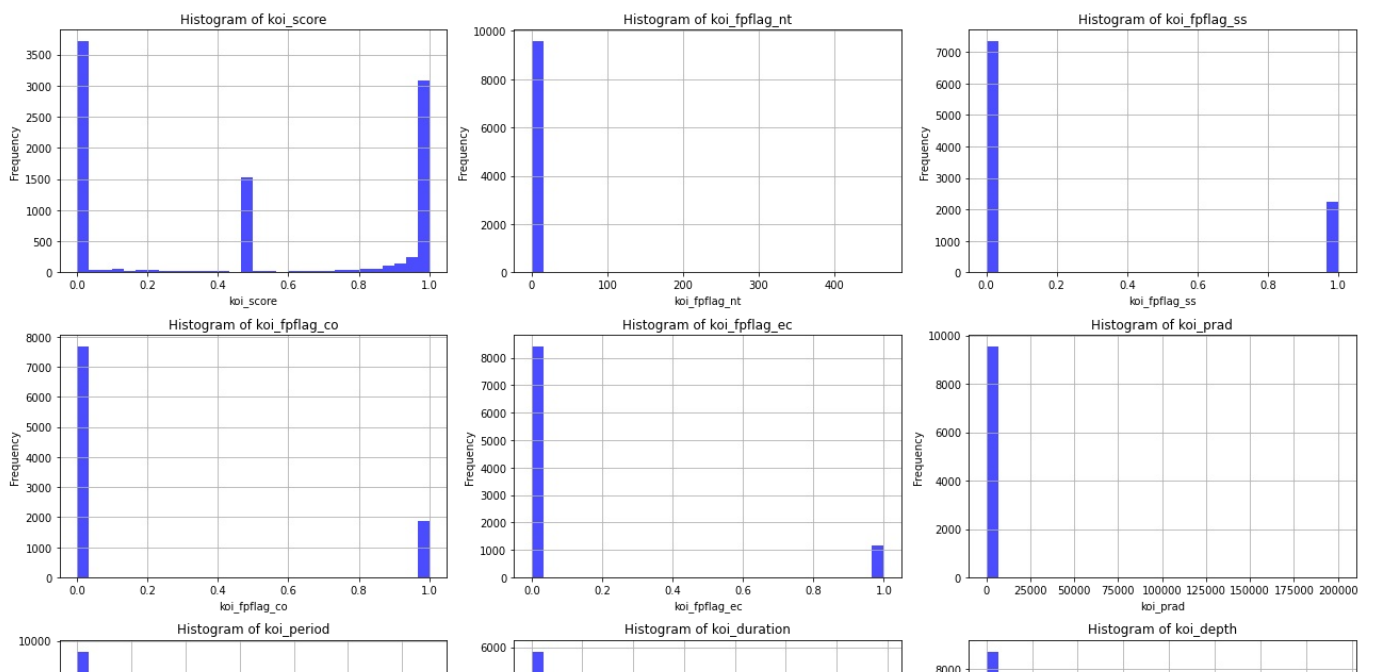 Histogram of koi_score
Histogram of koi_fpflag_nt
Histogram of koi_fpflag_ss
3500
3000
2500
2000
1500
1000
500
0
Frequency
0.0 0.2 0.4 0.6 0.8 1.0
koi_score
10000
8000
6000
4000
2000
0
Frequency
0 100 200 300 400
koi_fpflag_nt
7000
6000
5000
4000
3000
2000
1000
0
Frequency
0.0 0.2 0.4 0.6 0.8 1.0
koi_fpflag_ss
Histogram of koi_fpflag_co
Histogram of koi_fpflag_ec
Histogram of koi_prad
8000
7000
6000
5000
4000
3000
2000
1000
0
Frequency
0.0 0.2 0.4 0.6 0.8 1.0
koi_fpflag_co
8000
7000
6000
5000
4000
3000
2000
1000
0
Frequency
0.0 0.2 0.4 0.6 0.8 1.0
koi_fpflag_ec
10000
8000
6000
4000
2000
0
Frequency
0 25000 50000 75000 100000 125000 150000 175000 200000
koi_prad
Histogram of koi_period
Histogram of koi_duration
Histogram of koi_depth
10000
6000
8000